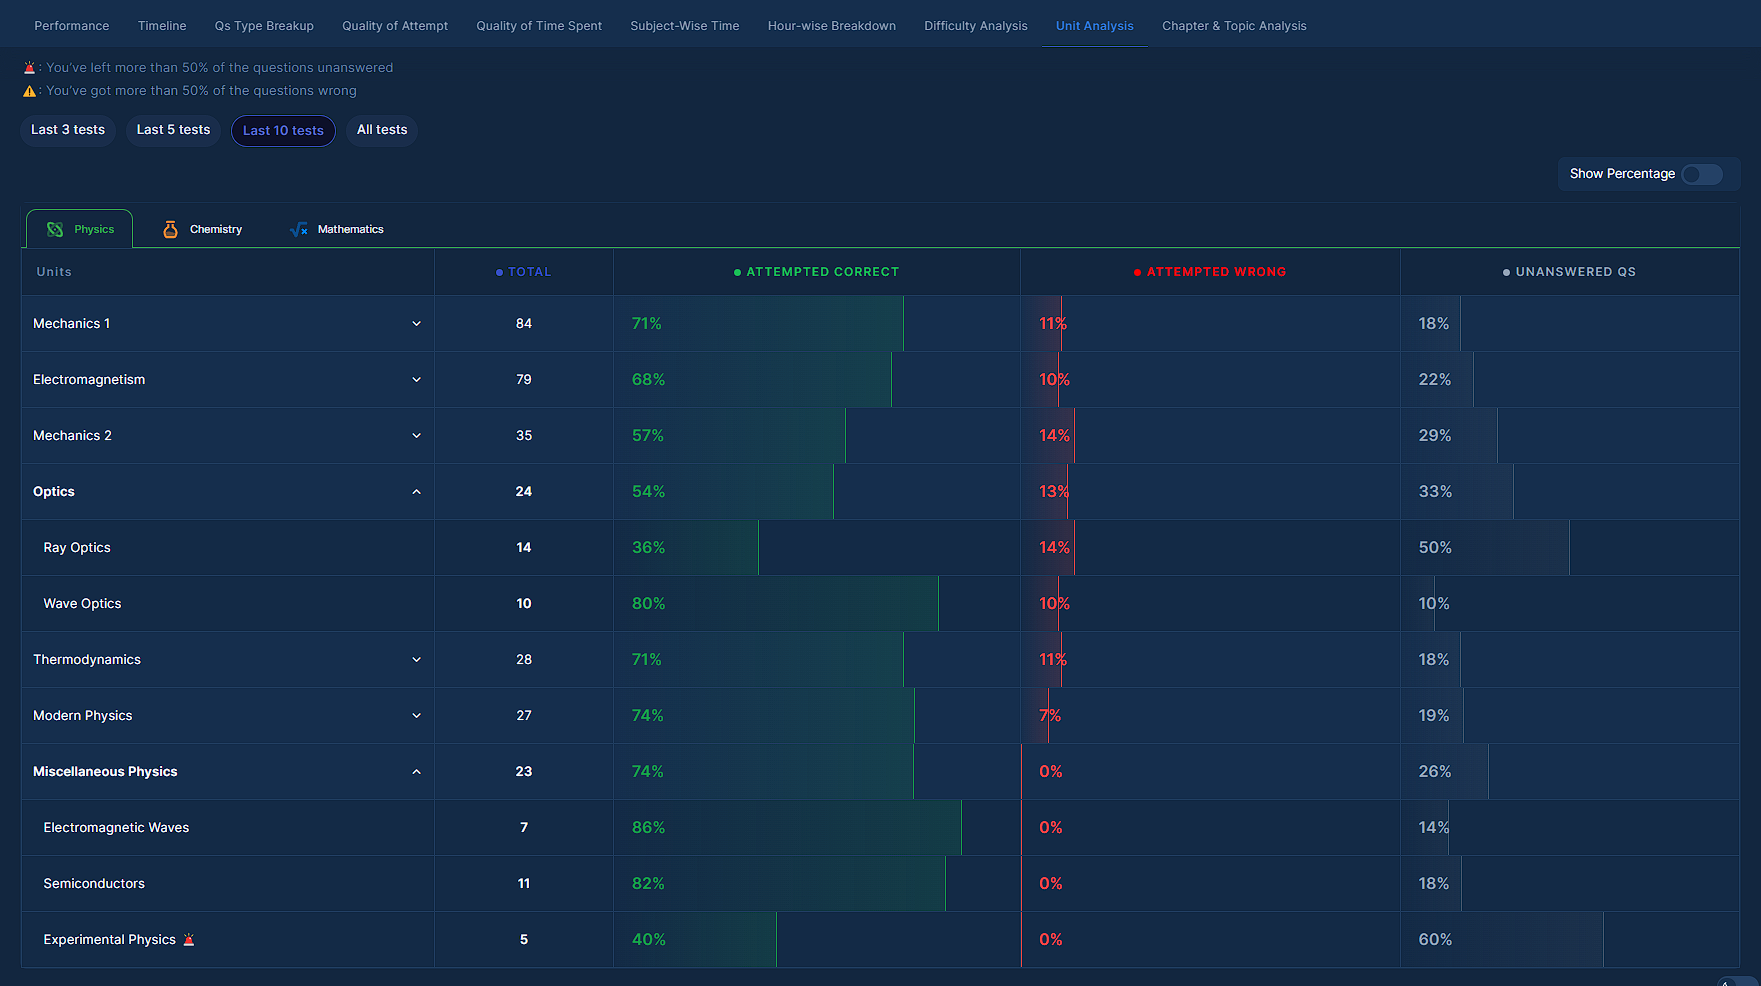 Performance Timeline Qs Type Breakup Quality of Attempt Quality of Time Spent Subject-Wise Time Hour-wise Breakdown Difficulty Analysis Unit Analysis Chapter & Topic Analysis
: You've left more than 50% of the questions unanswered
: You've got more than 50% of the questions wrong
Last 3 tests Last 5 tests Last 10 tests All tests
Show Percentage
Physics Chemistry Mathematics
Units TOTAL ATTEMPTED CORRECT ATTEMPTED WRONG UNANSWERED QS
Mechanics 1 84 71% 11% 18%
Electromagnetism 79 68% 10% 22%
Mechanics 2 35 57% 14% 29%
Optics 24 54% 13% 33%
Ray Optics 14 36% 14% 50%
Wave Optics 10 80% 10% 10%
Thermodynamics 28 71% 11% 18%
Modern Physics 27 74% 7% 19%
Miscellaneous Physics 23 74% 0% 26%
Electromagnetic Waves 7 86% 0% 14%
Semiconductors 11 82% 0% 18%
Experimental Physics 5 40% 0% 60%